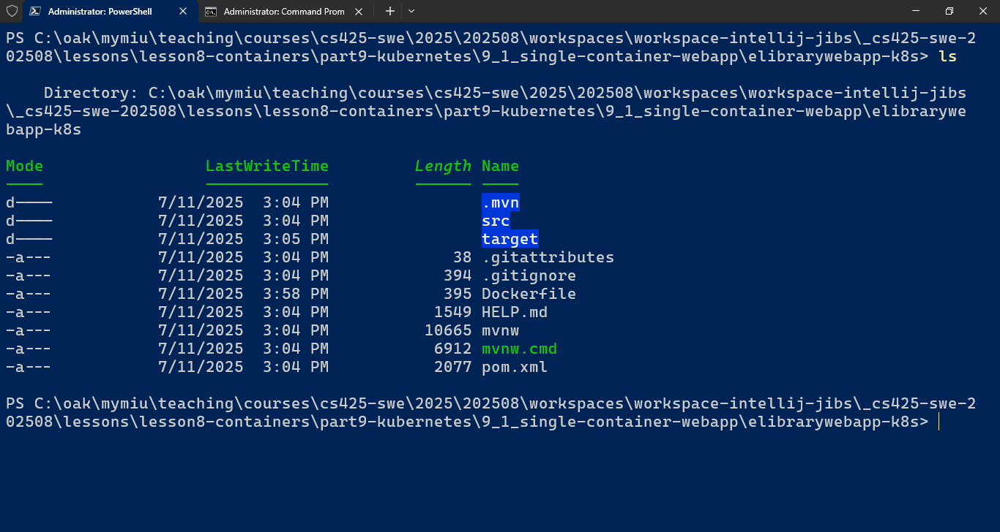 Administrator: PowerShell
Administrator: Command Prom
PS C:\oak\mymiu\teaching\courses\cs425-swe\2025\202508\workspaces\workspace-intellij-jibs\_cs425-swe-2
02508\lessons\lesson8-containers\part9-kubernetes\9_1_single-container-webapp\elibrarywebapp-k8s> ls
Directory: C:\oak\mymiu\teaching\courses\cs425-swe\2025\202508\workspaces\workspace-intellij-jibs
\_cs425-swe-202508\lessons\lesson8-containers\part9-kubernetes\9_1_single-container-webapp\elibrarywe
bapp-k8s
Mode LastWriteTime Length Name
---- ------------- ------ ----
d---- 7/11/2025 3:04 PM .mvn
d---- 7/11/2025 3:04 PM src
d---- 7/11/2025 3:05 PM target
-a--- 7/11/2025 3:04 PM 38 .gitattributes
-a--- 7/11/2025 3:04 PM 394 .gitignore
-a--- 7/11/2025 3:58 PM 395 Dockerfile
-a--- 7/11/2025 3:04 PM 1549 HELP.md
-a--- 7/11/2025 3:04 PM 10665 mvnw
-a--- 7/11/2025 3:04 PM 6912 mvnw.cmd
-a--- 7/11/2025 3:04 PM 2077 pom.xml
PS C:\oak\mymiu\teaching\courses\cs425-swe\2025\202508\workspaces\workspace-intellij-jibs\_cs425-swe-2
02508\lessons\lesson8-containers\part9-kubernetes\9_1_single-container-webapp\elibrarywebapp-k8s>